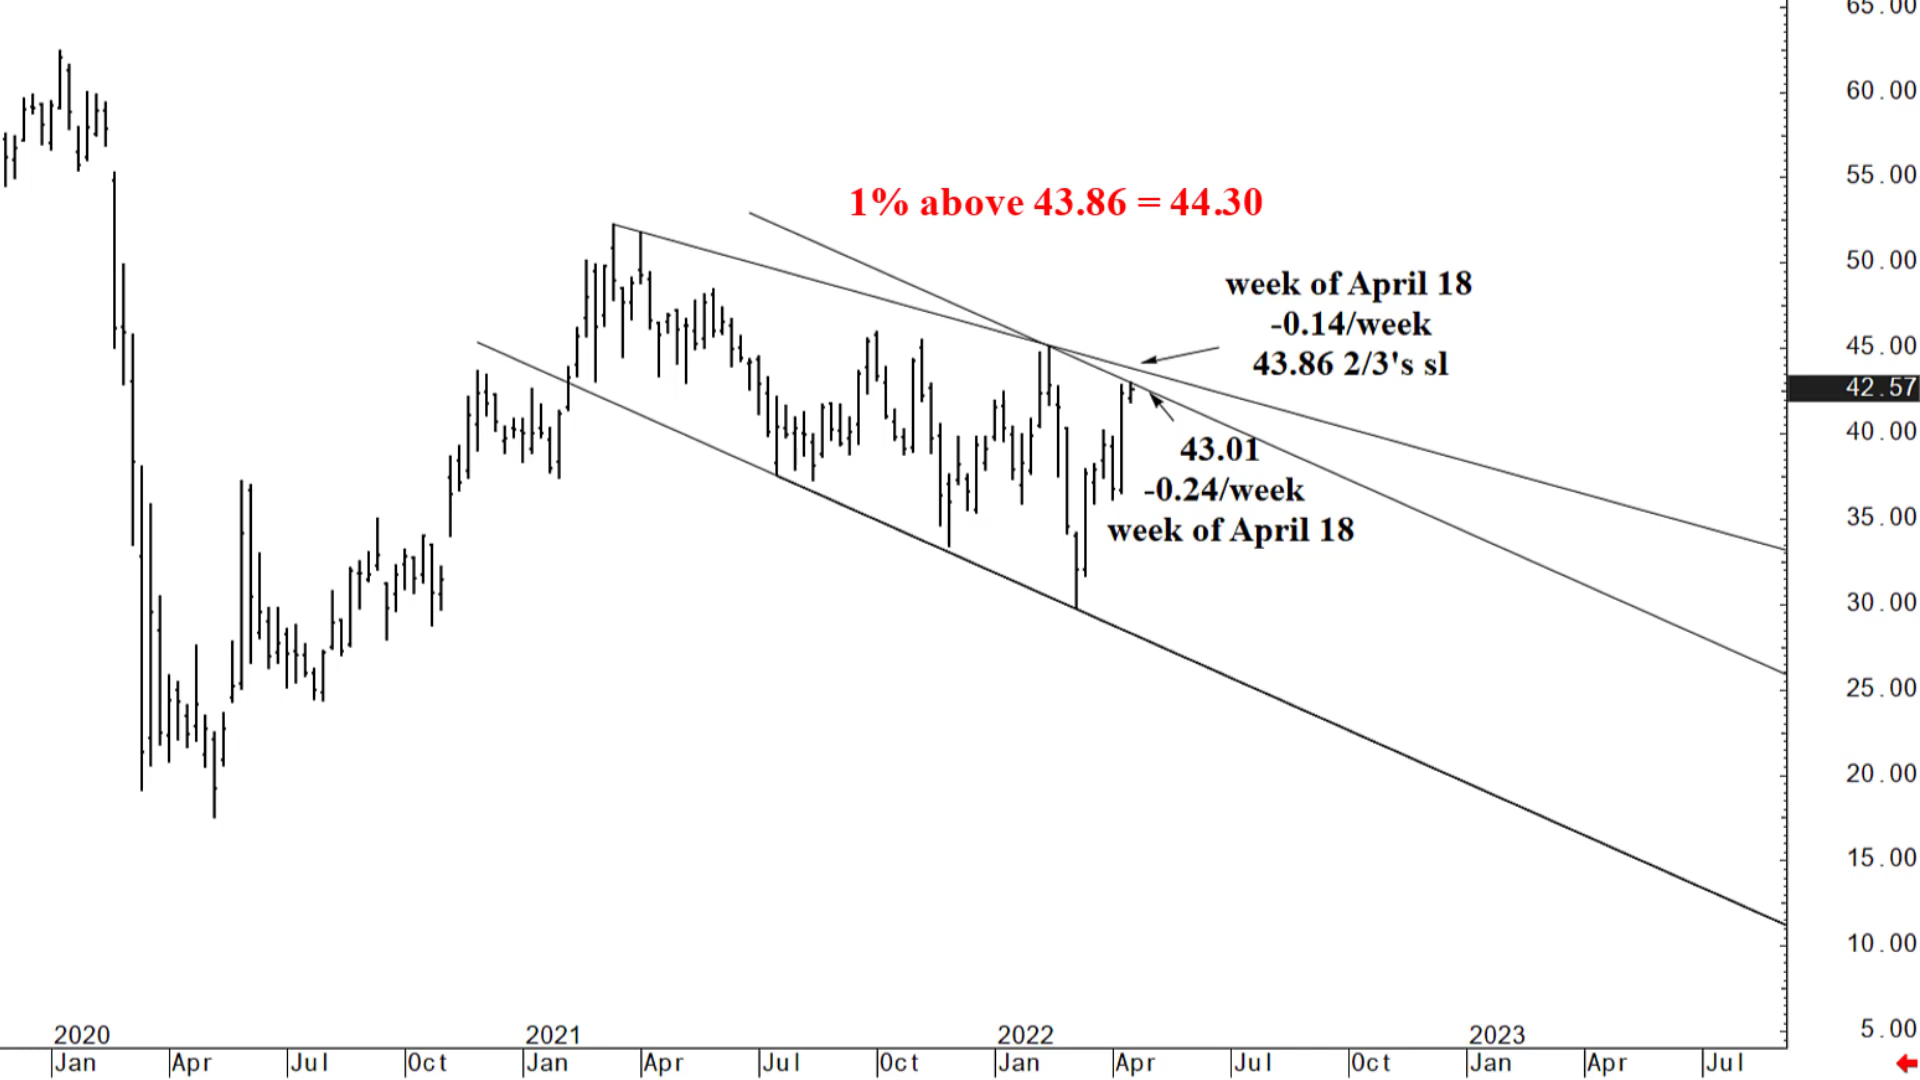 65.00
60.00
55.00
1% above 43.86 = 44.30
50.00
week of April 18
-0.14/week
43.86 2/3's sl
45.00
42.57
40.00
43.01
-0.24/week
week of April 18
35.00
30.00
25.00
20.00
15.00
10.00
5.00
2020 2021 2022 2023
Jan Apr Jul Oct Jan Apr Jul Oct Jan Apr Jul Oct Jan Apr Jul